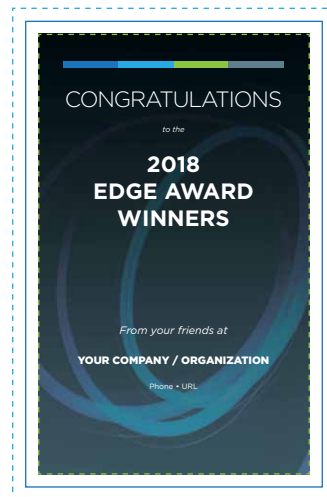 CONGRATULATIONS
to the
2018
EDGE AWARD
WINNERS
From your friends at
YOUR COMPANY / ORGANIZATION
Phone • URL